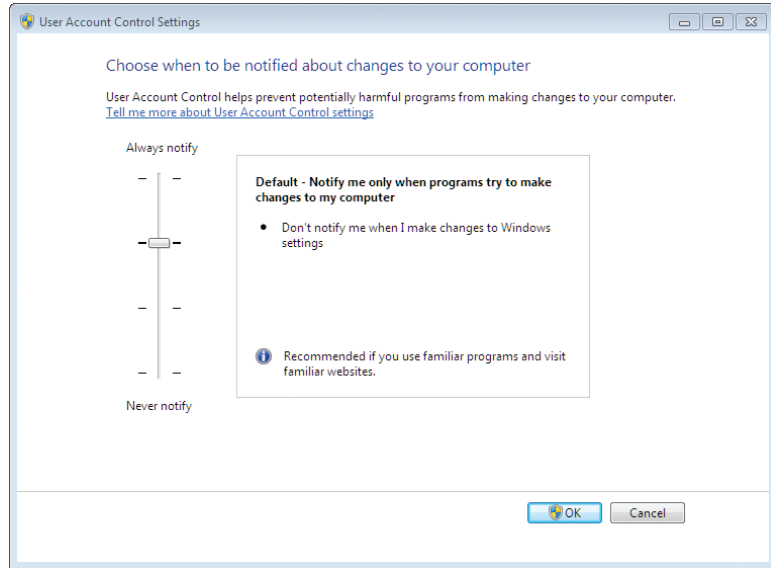 User Account Control Settings
Choose when to be notified about changes to your computer
User Account Control helps prevent potentially harmful programs from making changes to your computer.
Tell me more about User Account Control settings
Always notify
Default - Notify me only when programs try to make
changes to my computer
Don't notify me when I make changes to Windows
settings
Recommended if you use familiar programs and visit
familiar websites.
Never notify
OK
Cancel